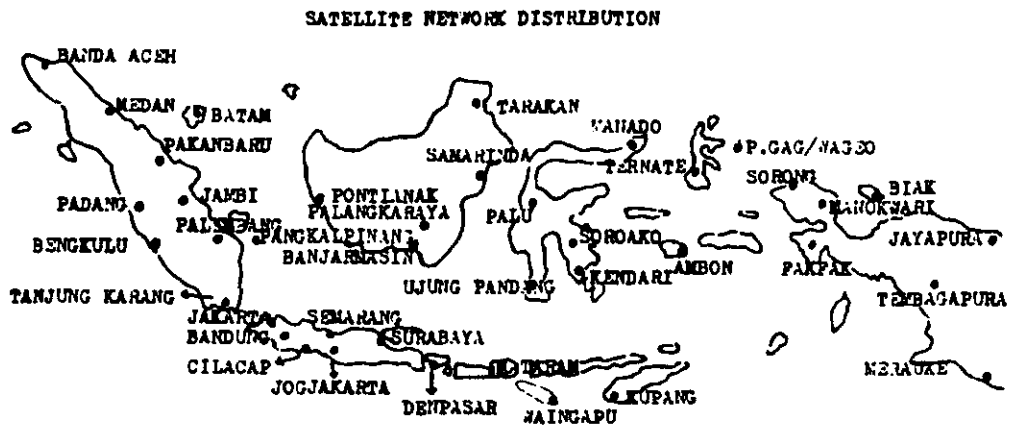 SATELLITE NETWORK DISTRIBUTION
BANDA ACEH
MEDAN
BATAM
PAKANBARU
PADANG
JAMBI
BENGKULU
PANGKALPINANG
TANJUNG KARANG
TARAKAN
SAMARINDA
PALANGKARAYA
BANJARMASIN
MANADO
TERNATE
PALU
SOROAKO
KENDARI
UJUNG PANDANG
AMBON
P.GAG/WAGEO
SORONG
BIAK
MANOKWARI
JAYAPURA
FAKFAK
TEMBAGAPURA
MERAUKE
JAKARTA
SEMARANG
BANDUNG
SURABAYA
CILACAP
JOGJAKARTA
DENPASAR
WAINGAPU
KUPANG